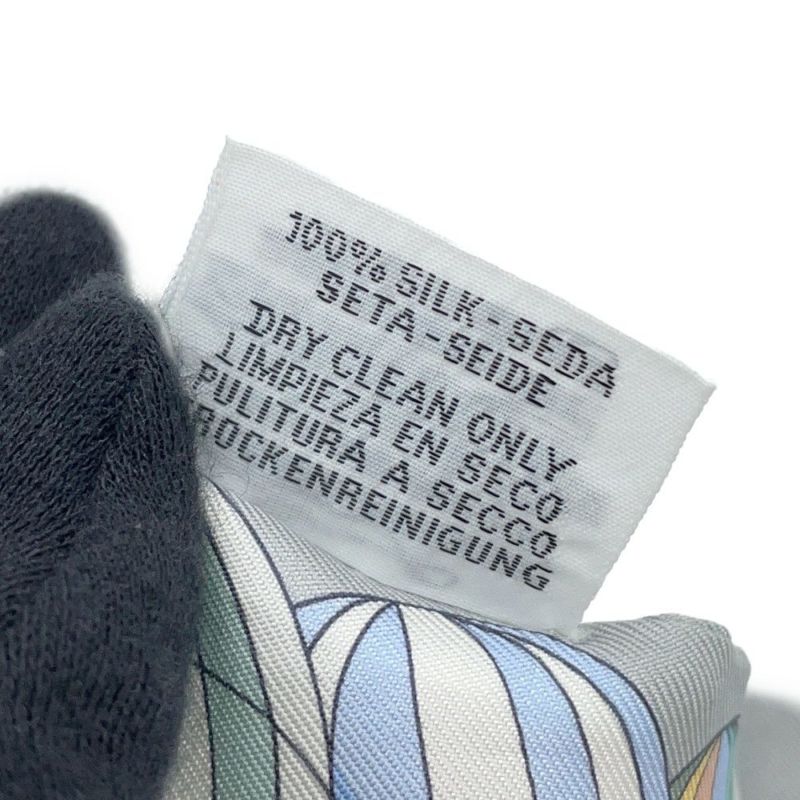 100% SILK-SEDA
SETA-SEIDE
DRY CLEAN ONLY
LIMPIEZA EN SECO
PULITURA A SECCO
ROCKENREINIGUNG